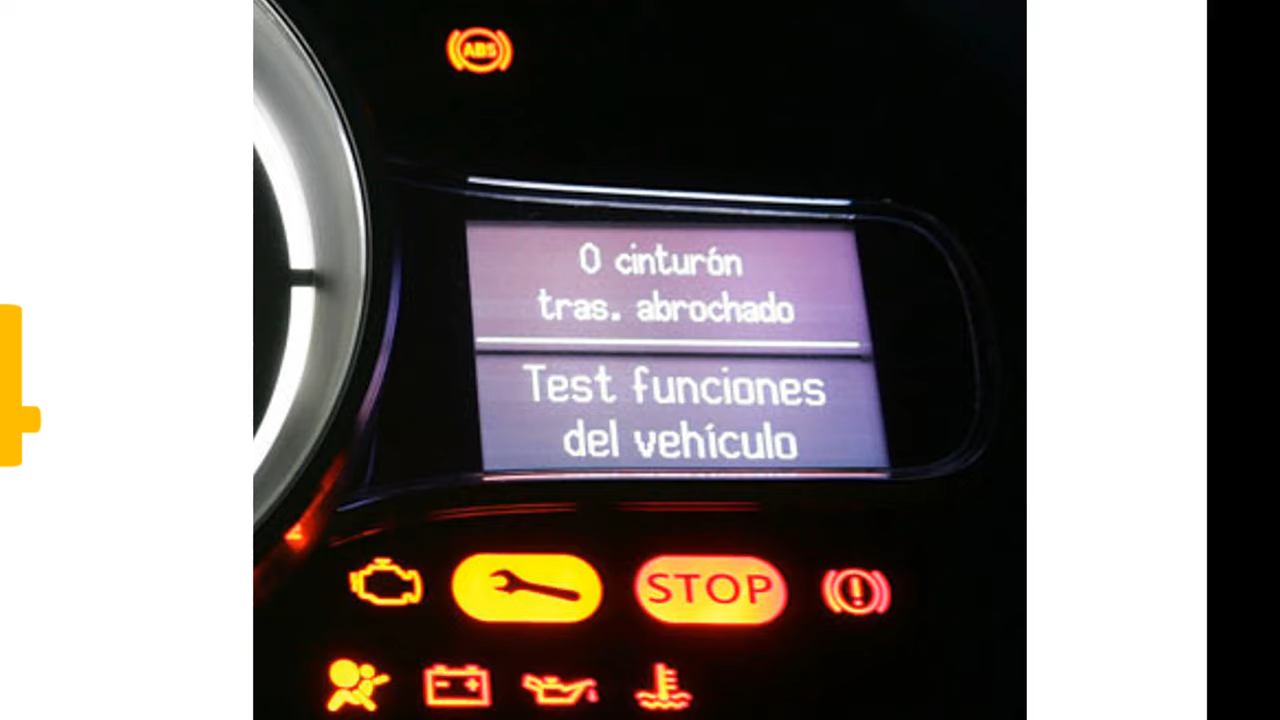 ABS
0 cinturón
tras. abrochado
Test funciones
del vehículo
STOP